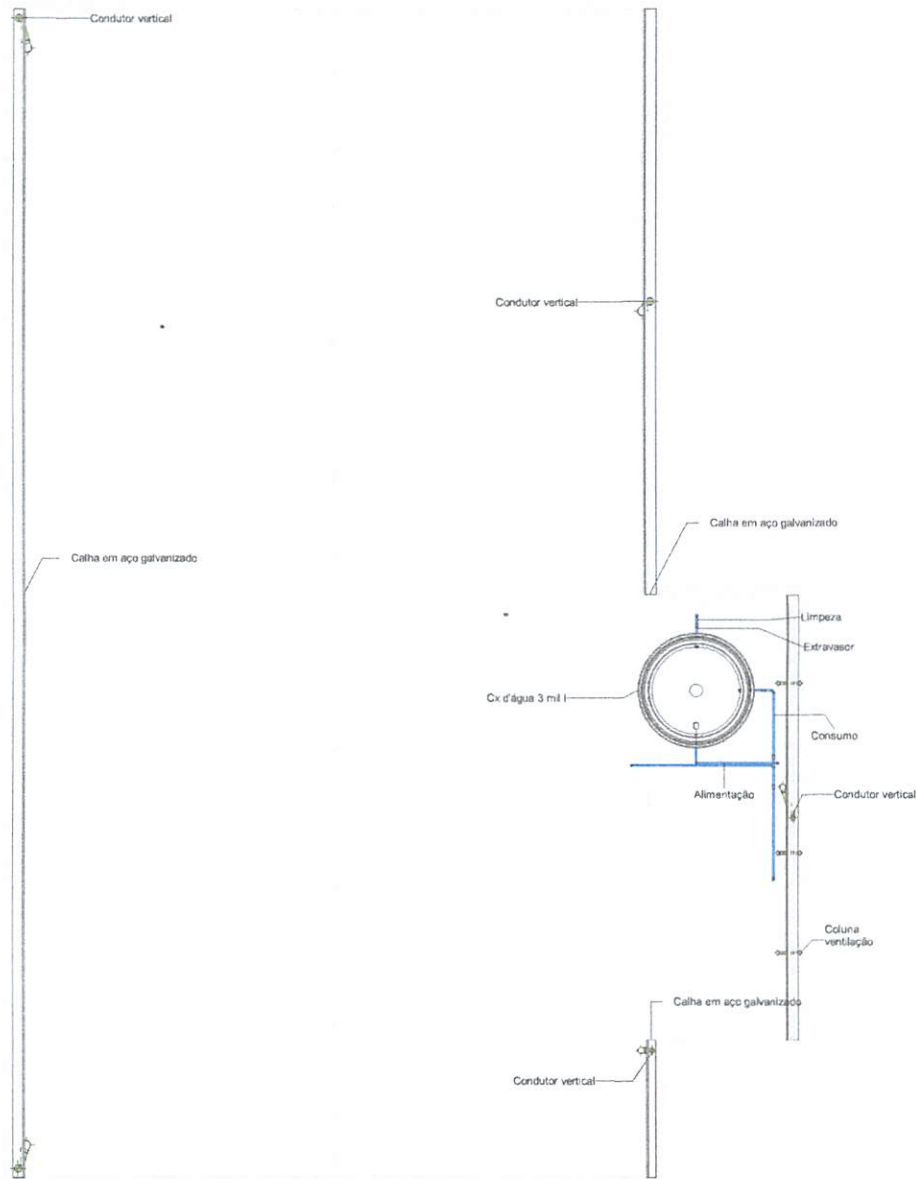 Condutor vertical
Condutor vertical
Calha em aço galvanizado
Calha em aço galvanizado
Limpeza
Extravasor
Cx d'água 3 mil l
Consumo
Alimentação
Condutor vertical
Coluna
ventilação
Calha em aço galvanizado
Condutor vertical